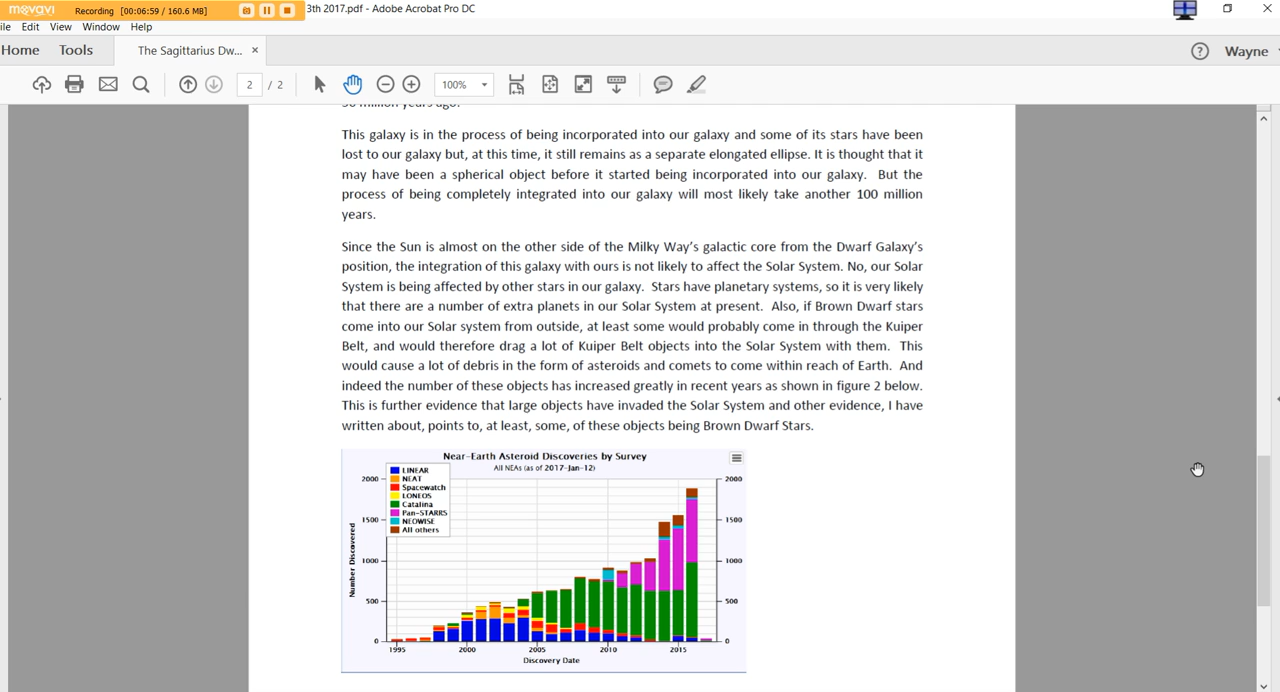 movavi Recording [00:06:59 / 160.6 MB] 3th 2017.pdf - Adobe Acrobat Pro DC
ile Edit View Window Help
Home Tools The Sagittarius Dw... × ? Wayne
2 / 2 100%
50 million years ago.
This galaxy is in the process of being incorporated into our galaxy and some of its stars have been
lost to our galaxy but, at this time, it still remains as a separate elongated ellipse. It is thought that it
may have been a spherical object before it started being incorporated into our galaxy. But the
process of being completely integrated into our galaxy will most likely take another 100 million
years.
Since the Sun is almost on the other side of the Milky Way's galactic core from the Dwarf Galaxy's
position, the integration of this galaxy with ours is not likely to affect the Solar System. No, our Solar
System is being affected by other stars in our galaxy. Stars have planetary systems, so it is very likely
that there are a number of extra planets in our Solar System at present. Also, if Brown Dwarf stars
come into our Solar system from outside, at least some would probably come in through the Kuiper
Belt, and would therefore drag a lot of Kuiper Belt objects into the Solar System with them. This
would cause a lot of debris in the form of asteroids and comets to come within reach of Earth. And
indeed the number of these objects has increased greatly in recent years as shown in figure 2 below.
This is further evidence that large objects have invaded the Solar System and other evidence, I have
written about, points to, at least, some, of these objects being Brown Dwarf Stars.
Near-Earth Asteroid Discoveries by Survey
All NEAs (as of 2017-Jan-12)
LINEAR
NEAT
Spacewatch
LONEOS
Catalina
Pan-STARRS
NEOWISE
All others
Number Discovered
2000 2000
1500 1500
1000 1000
500 500
0 0
1995 2000 2005 2010 2015
Discovery Date